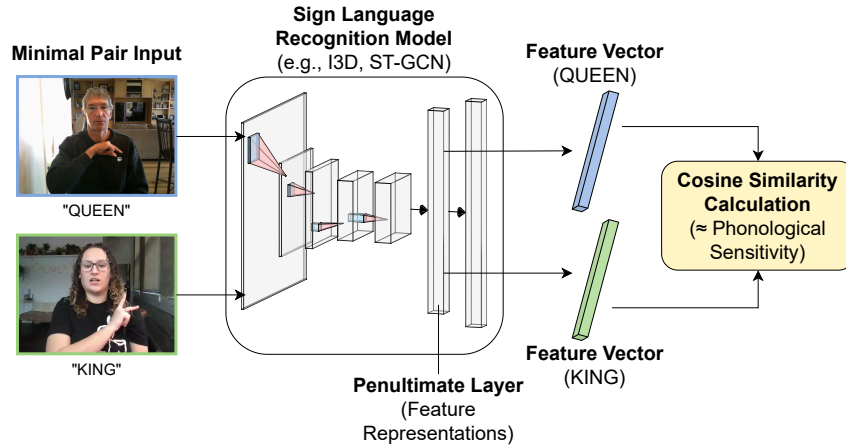 Minimal Pair Input
"QUEEN"
"KING"
Sign Language
Recognition Model
(e.g., I3D, ST-GCN)
Penultimate Layer
(Feature
Representations)
Feature Vector
(QUEEN)
Feature Vector
(KING)
Cosine Similarity
Calculation
(≈ Phonological
Sensitivity)